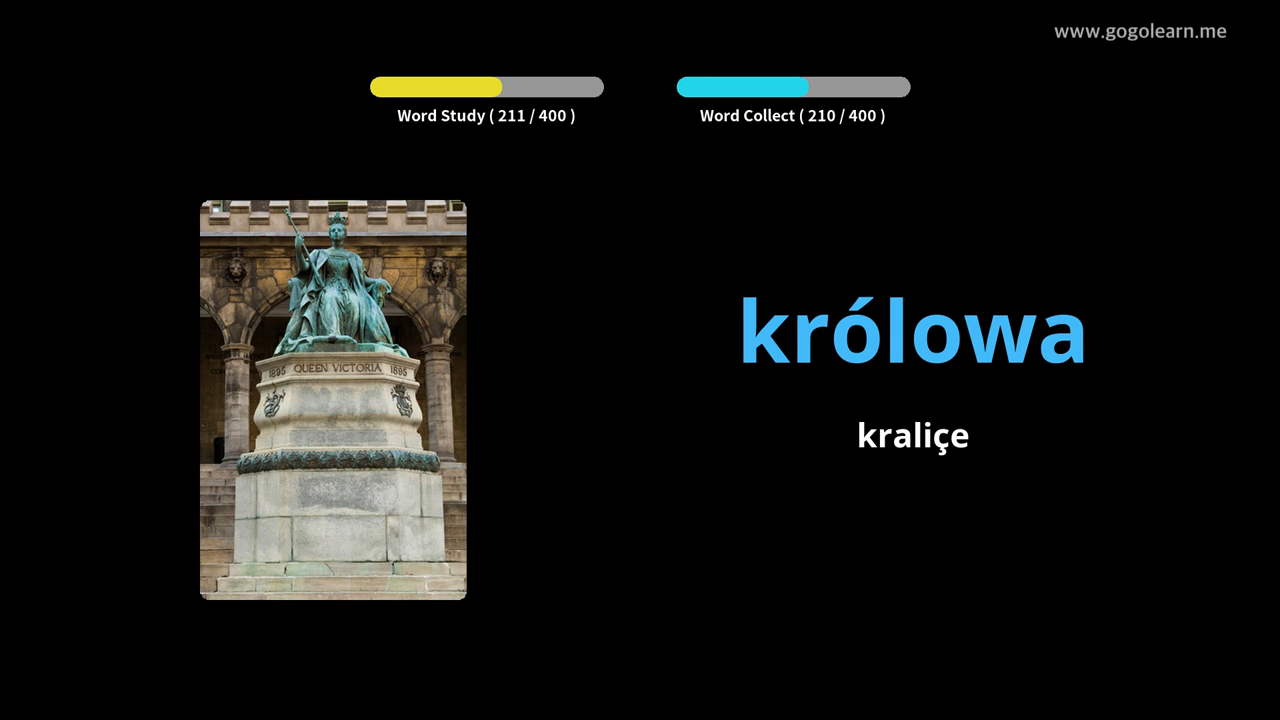 www.gogolearn.me
Word Study ( 211 / 400 )
Word Collect ( 210 / 400 )
1895 QUEEN VICTORIA 1895
królowa
kraliçe